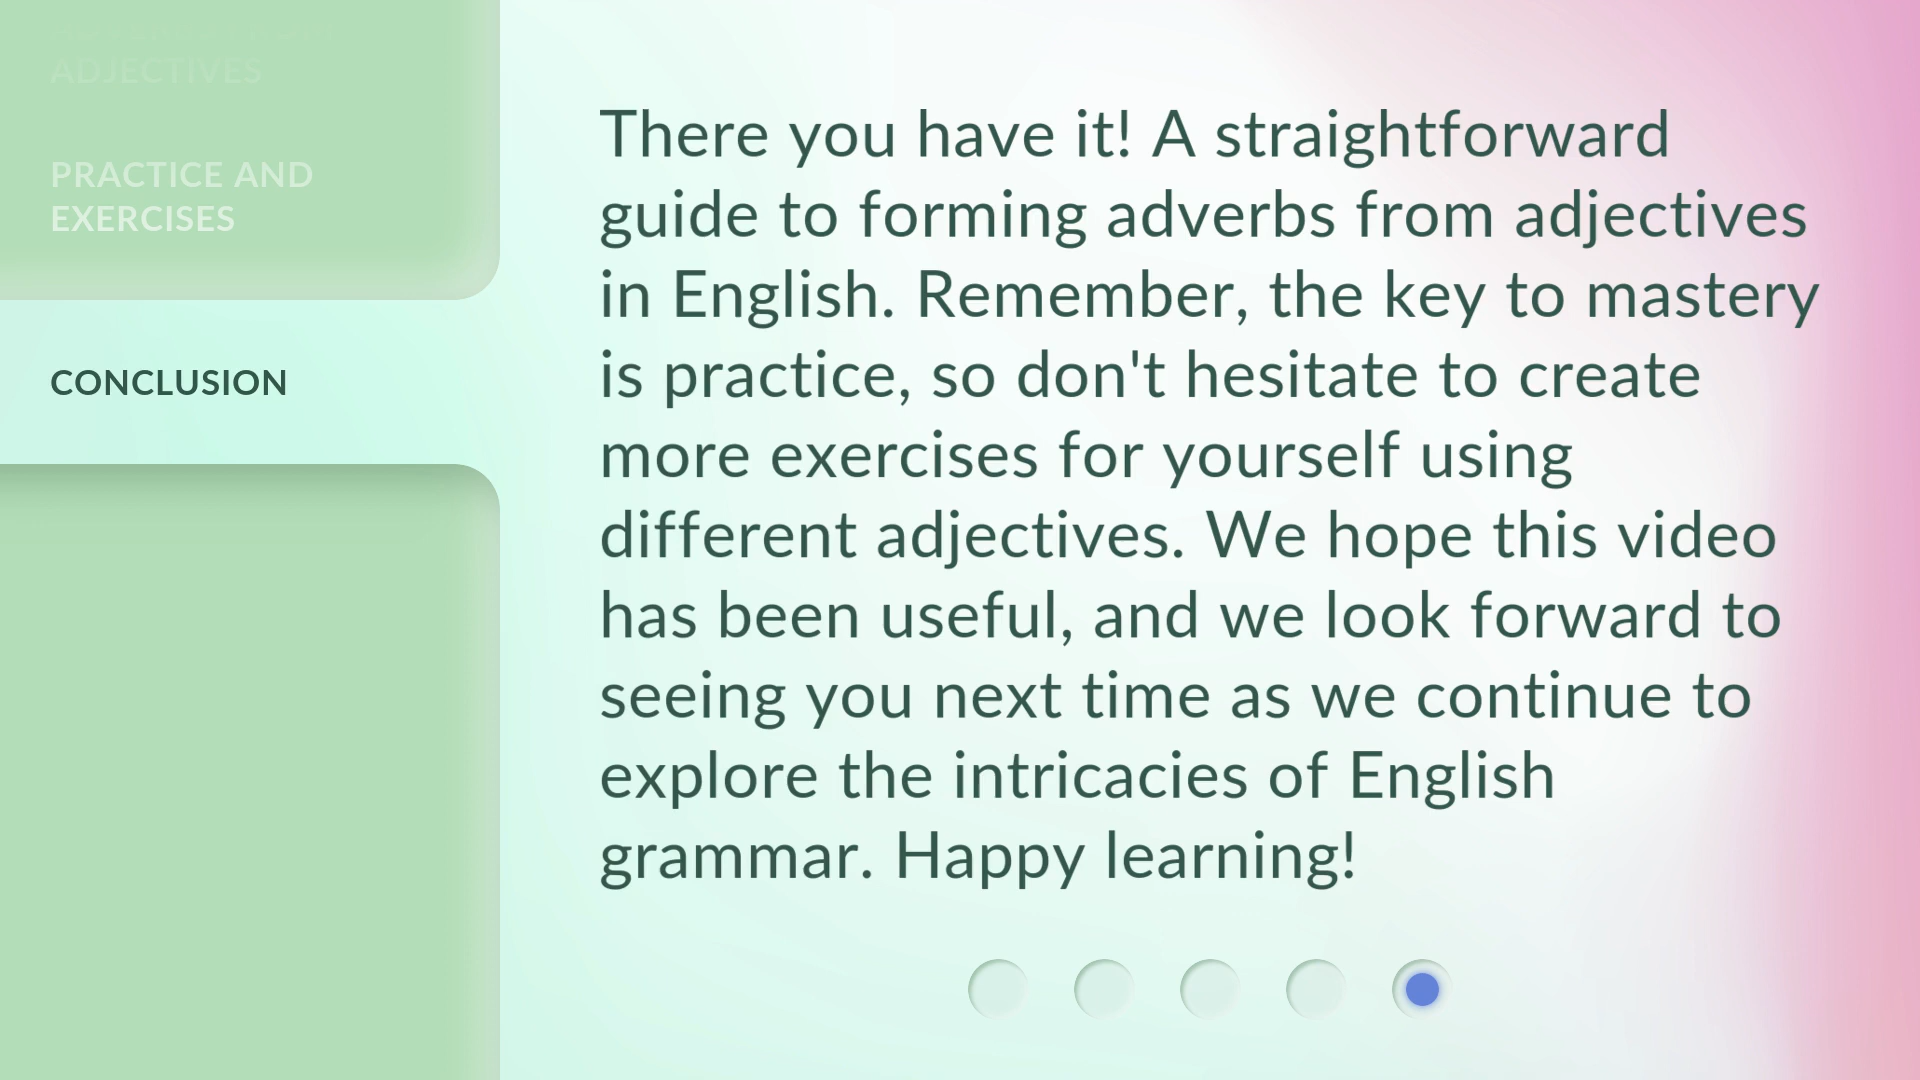 ADJECTIVES
PRACTICE AND
EXERCISES
CONCLUSION
There you have it! A straightforward
guide to forming adverbs from adjectives
in English. Remember, the key to mastery
is practice, so don't hesitate to create
more exercises for yourself using
different adjectives. We hope this video
has been useful, and we look forward to
seeing you next time as we continue to
explore the intricacies of English
grammar. Happy learning!